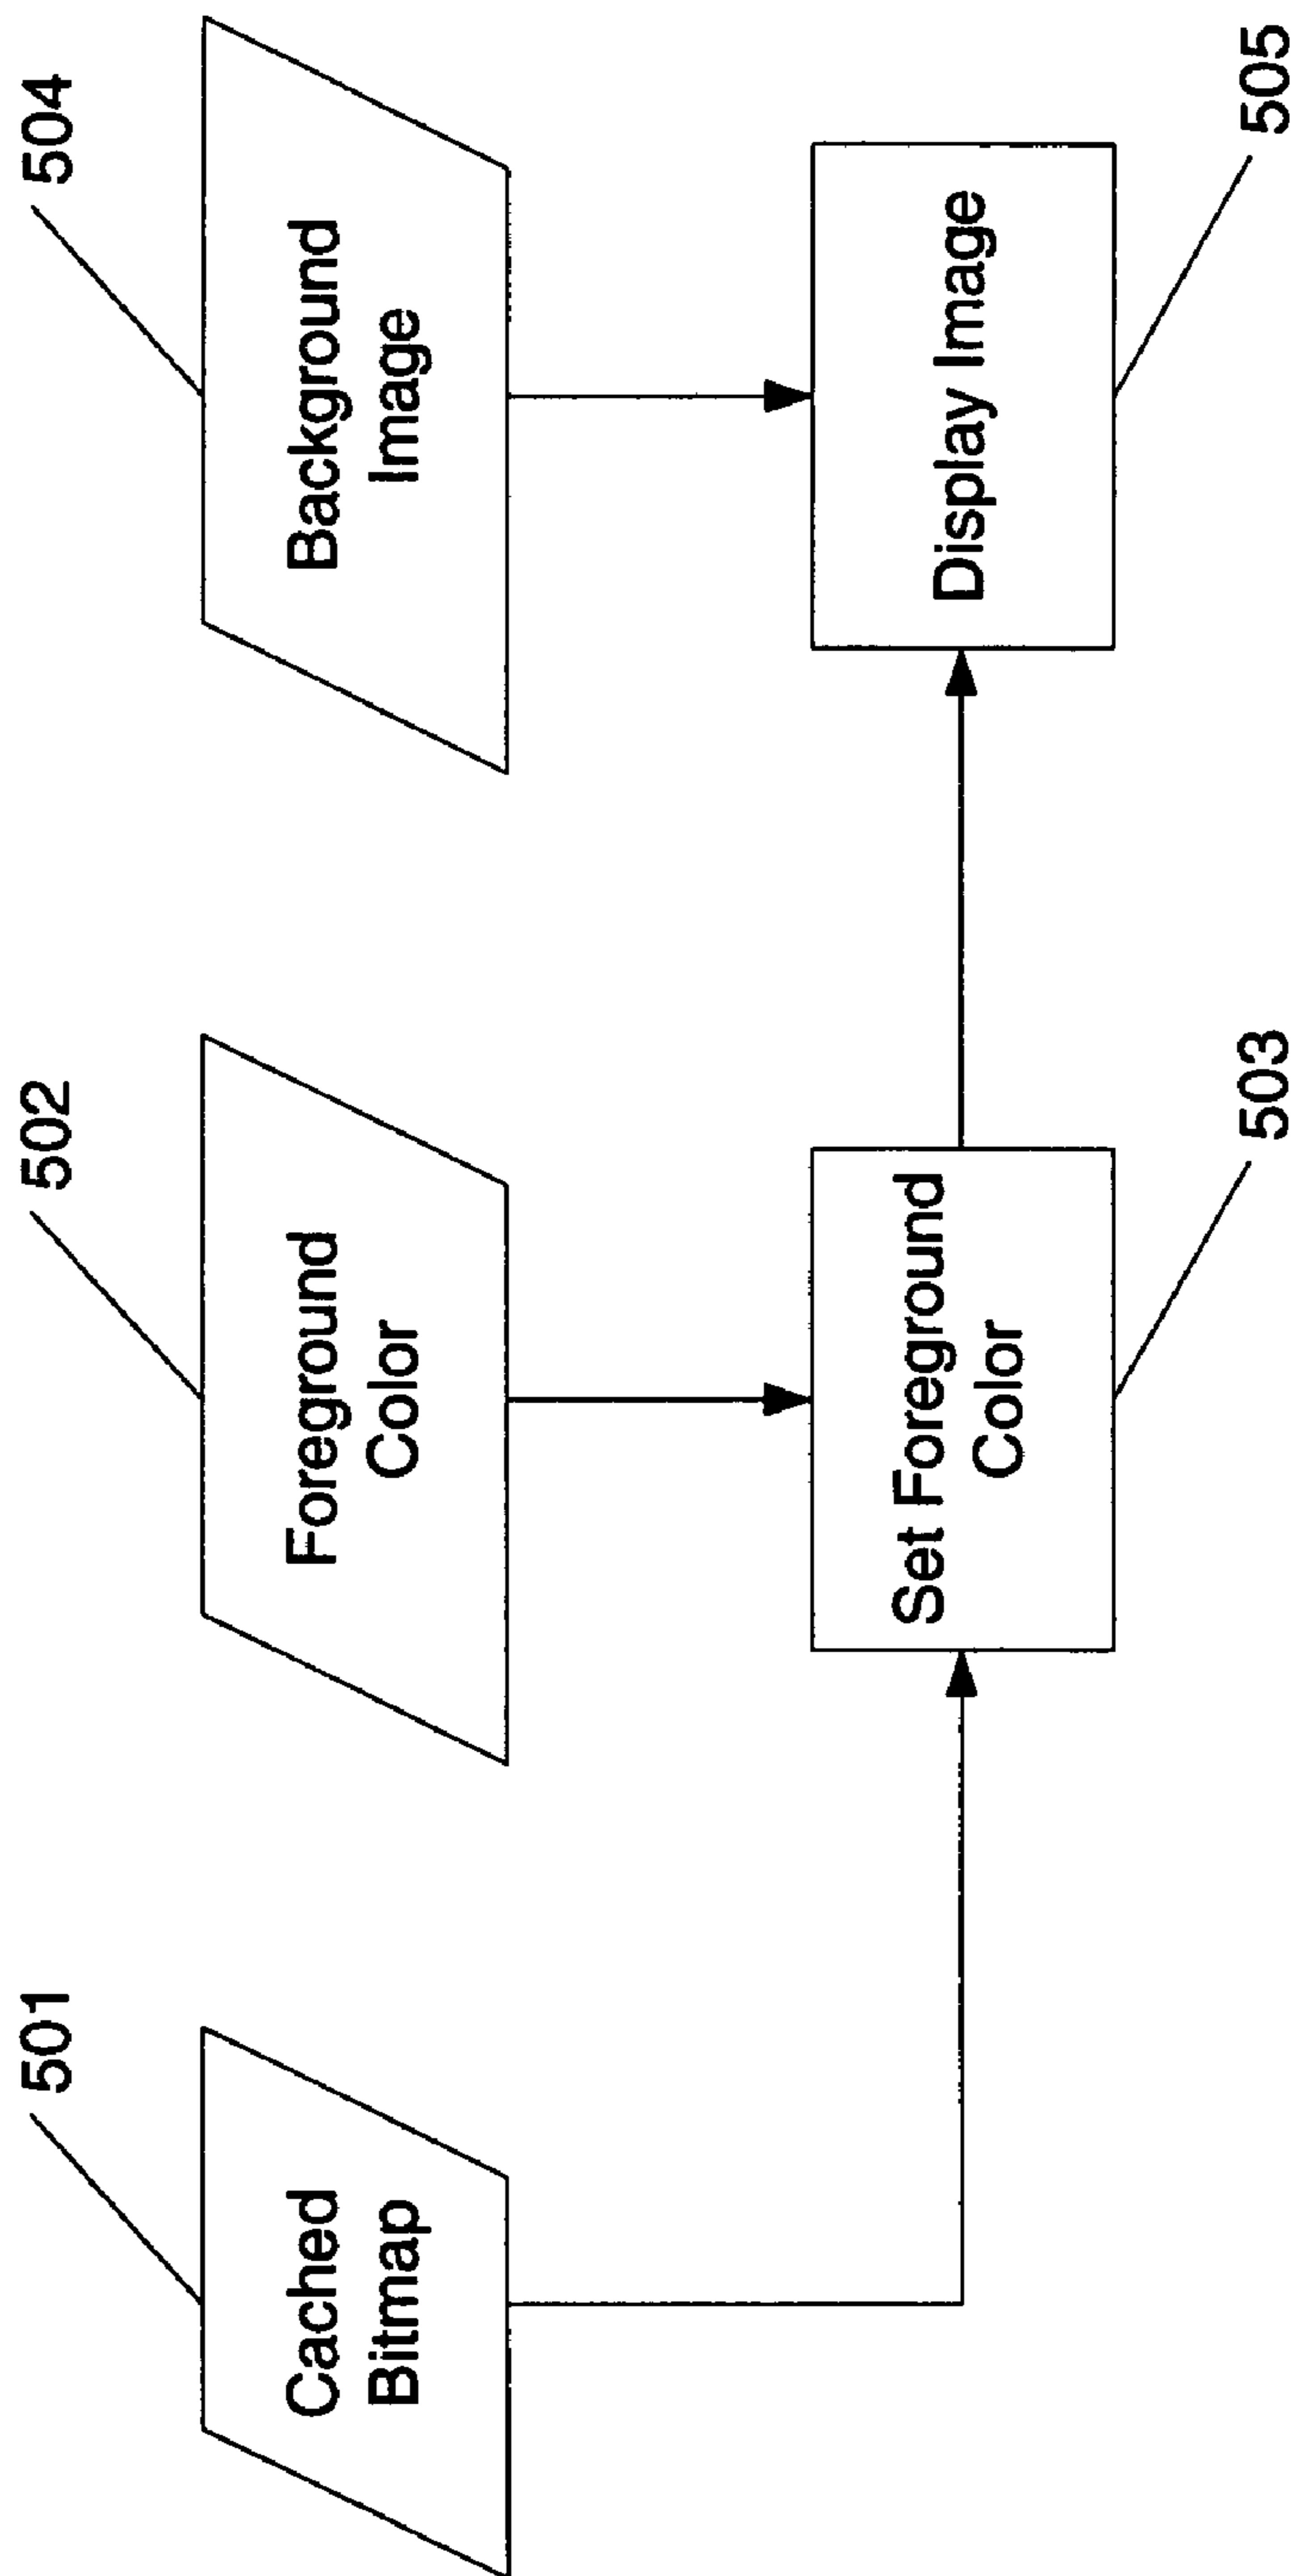 501
502
504
Cached
Bitmap
Foreground
Color
Background
Image
Set Foreground
Color
Display Image
503
505